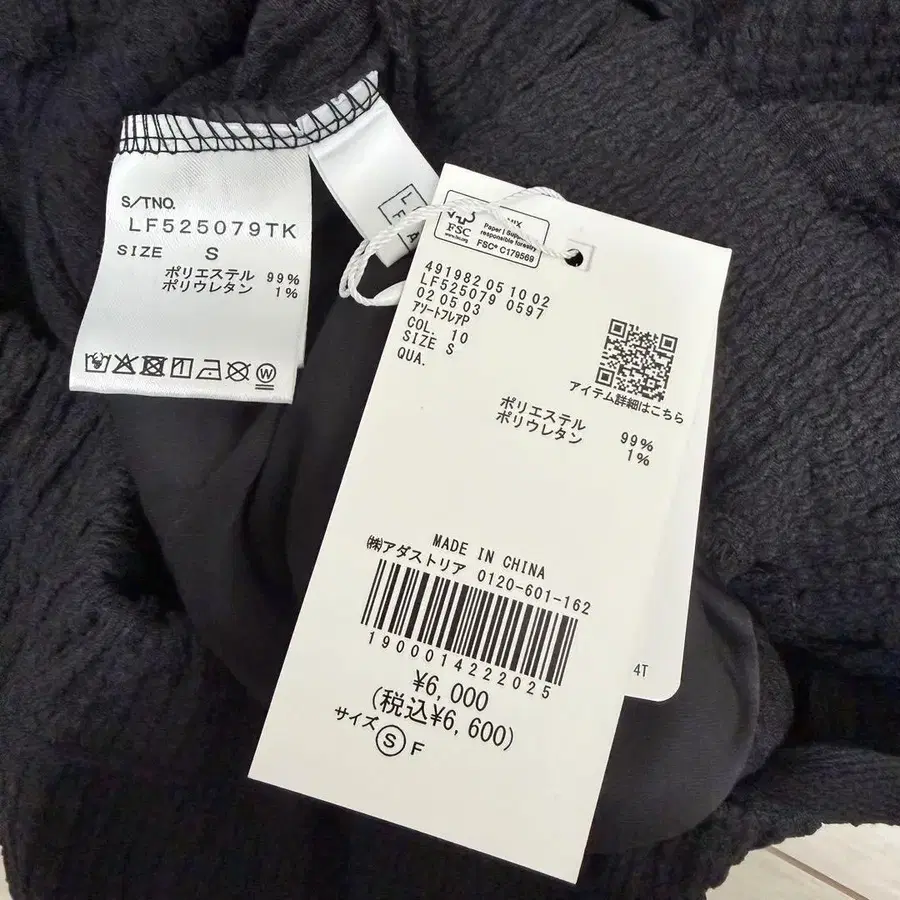 S/TNO.
LF525079TK
SIZE S
ポリエステル 99%
ポリウレタン 1%
W
FSC
www.fsc.org
MIX
Paper | Supporting
responsible forestry
FSC® C179569
491982 05 10 02
LF525079 0597
02 05 03
アソートフレアP
COL. 10
SIZE S
QUA.
アイテム詳細はこちら
ポリエステル 99%
ポリウレタン 1%
MADE IN CHINA
㈱アダストリア 0120-601-162
1900014222025
¥6,000
(税込¥6,600)
サイズ
S F
4T